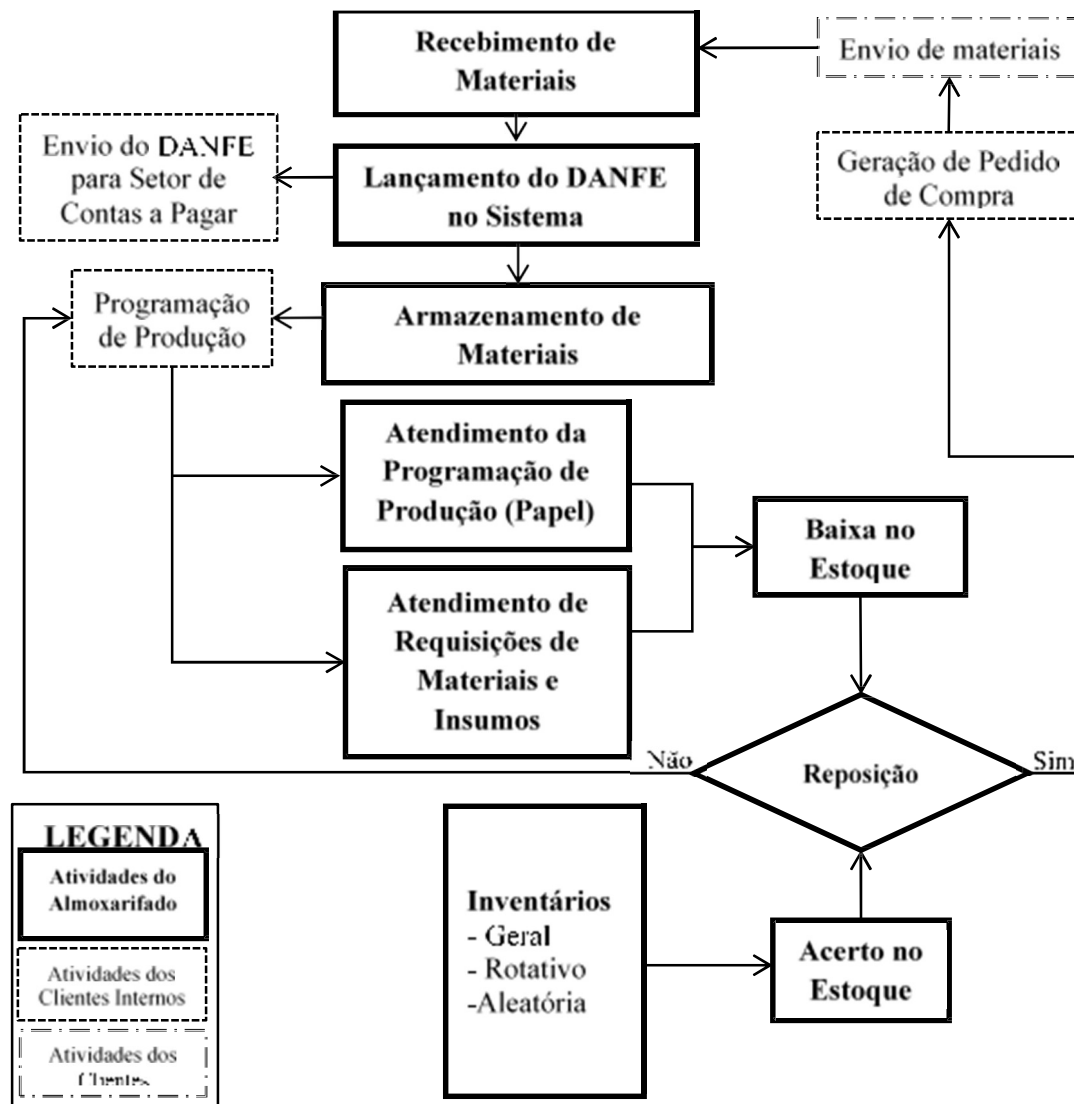 Recebimento de
Materiais
Envio de materiais
Envio do DANFE
para Setor de
Contas a Pagar
Lançamento do DANFE
no Sistema
Geração de Pedido
de Compra
Programação
de Produção
Armazenamento de
Materiais
Atendimento da
Programação de
Produção (Papel)
Baixa no
Estoque
Atendimento de
Requisições de
Materiais e
Insumos
Não
Reposição
Sim
LEGENDA
Atividades do
Almoxarifado
Atividades dos
Clientes Internos
Atividades dos
Clientes
Inventários
- Geral
- Rotativo
-Aleatória
Acerto no
Estoque